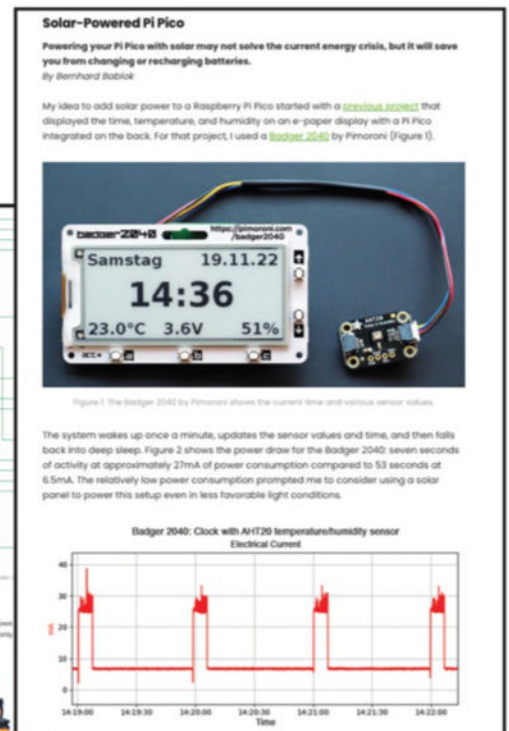 Solar-Powered Pi Pico
Powering your Pi Pico with solar may not solve the current energy crisis, but it will save
you from changing or recharging batteries.
By Bernhard Bablok
My idea to add solar power to a Raspberry Pi Pico started with a previous project that
displayed the time, temperature, and humidity on an e-paper display with a Pi Pico
integrated on the back. For that project, I used a Badger 2040 by Pimoroni (Figure 1).
badger2040
https://pimoroni.com
/badger2040
Samstag 19.11.22
14:36
23.0°C 3.6V 51%
a b c
AHT20
Figure 1: The Badger 2040 by Pimoroni shows the current time and various sensor values.
The system wakes up once a minute, updates the sensor values and time, and then falls
back into deep sleep. Figure 2 shows the power draw for the Badger 2040: seven seconds
of activity at approximately 27mA of power consumption compared to 53 seconds at
6.5mA. The relatively low power consumption prompted me to consider using a solar
panel to power this setup even in less favorable light conditions.
Badger 2040: Clock with AHT20 temperature/humidity sensor
Electrical Current
40
30
20
10
0
mA
14:19:00 14:19:30 14:20:00 14:20:30 14:21:00 14:21:30 14:22:00
Time